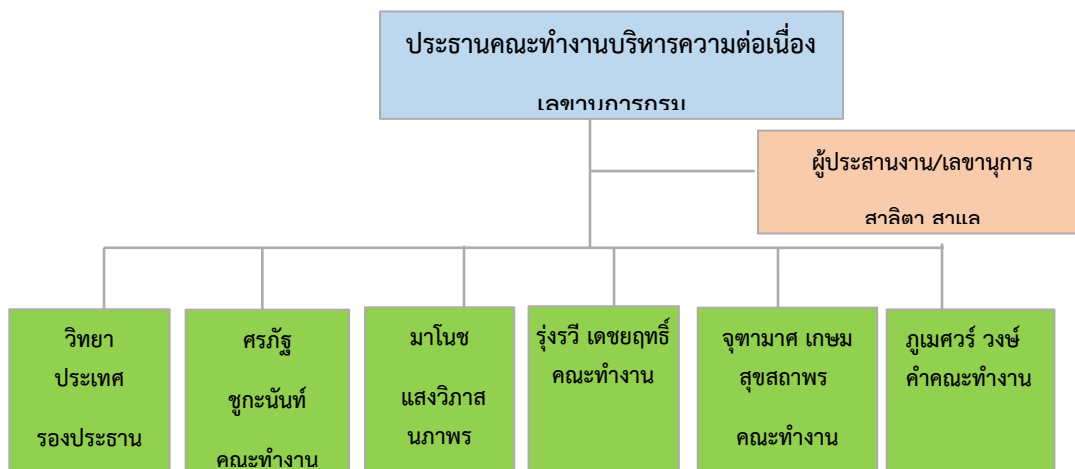 ประธานคณะทำงานบริหารความต่อเนื่อง
เลขานุการกรม
ผู้ประสานงาน/เลขานุการ
สาลิตา สาแล
วิทยา
ประเทศ
รองประธาน
ศรภัฐ
ชูกะนันท์
คณะทำงาน
มาโนช
แสงวิภาส
นภาพร
รุ่งรวี เดชยฤทธิ์
คณะทำงาน
จุฑามาศ เกษม
สุขสถาพร
คณะทำงาน
ภูเมศวร์ วงษ์
คำคณะทำงาน